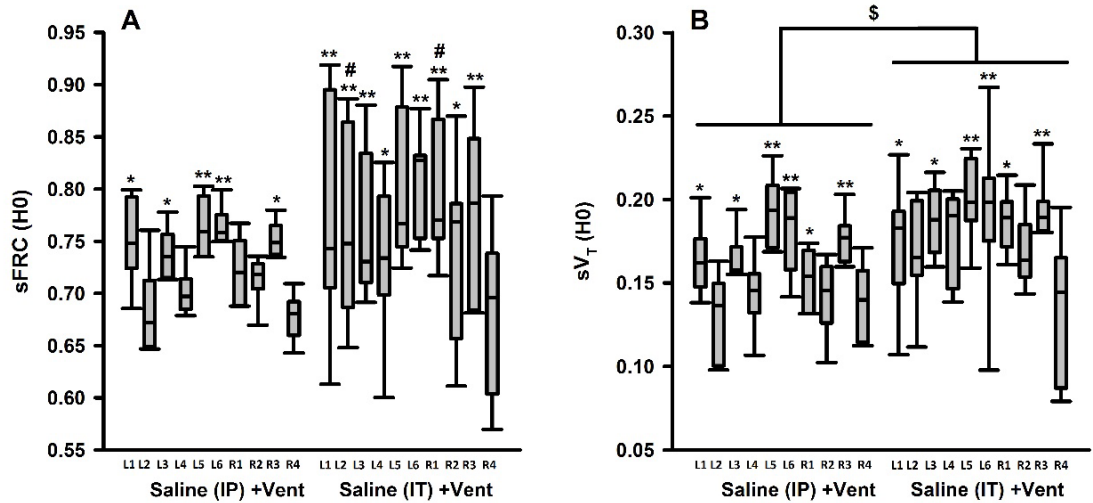 A
sFRC (H0)
0.95
0.90
0.85
0.80
0.75
0.70
0.65
0.60
0.55
* ** ** * ** # ** ** * ** ** # ** * **
L1 L2 L3 L4 L5 L6 R1 R2 R3 R4 L1 L2 L3 L4 L5 L6 R1 R2 R3 R4
Saline (IP) +Vent Saline (IT) +Vent
B
$
sVT (H0)
0.30
0.25
0.20
0.15
0.10
0.05
* * ** ** * ** * * ** ** * **
L1 L2 L3 L4 L5 L6 R1 R2 R3 R4 L1 L2 L3 L4 L5 L6 R1 R2 R3 R4
Saline (IP) +Vent Saline (IT) +Vent